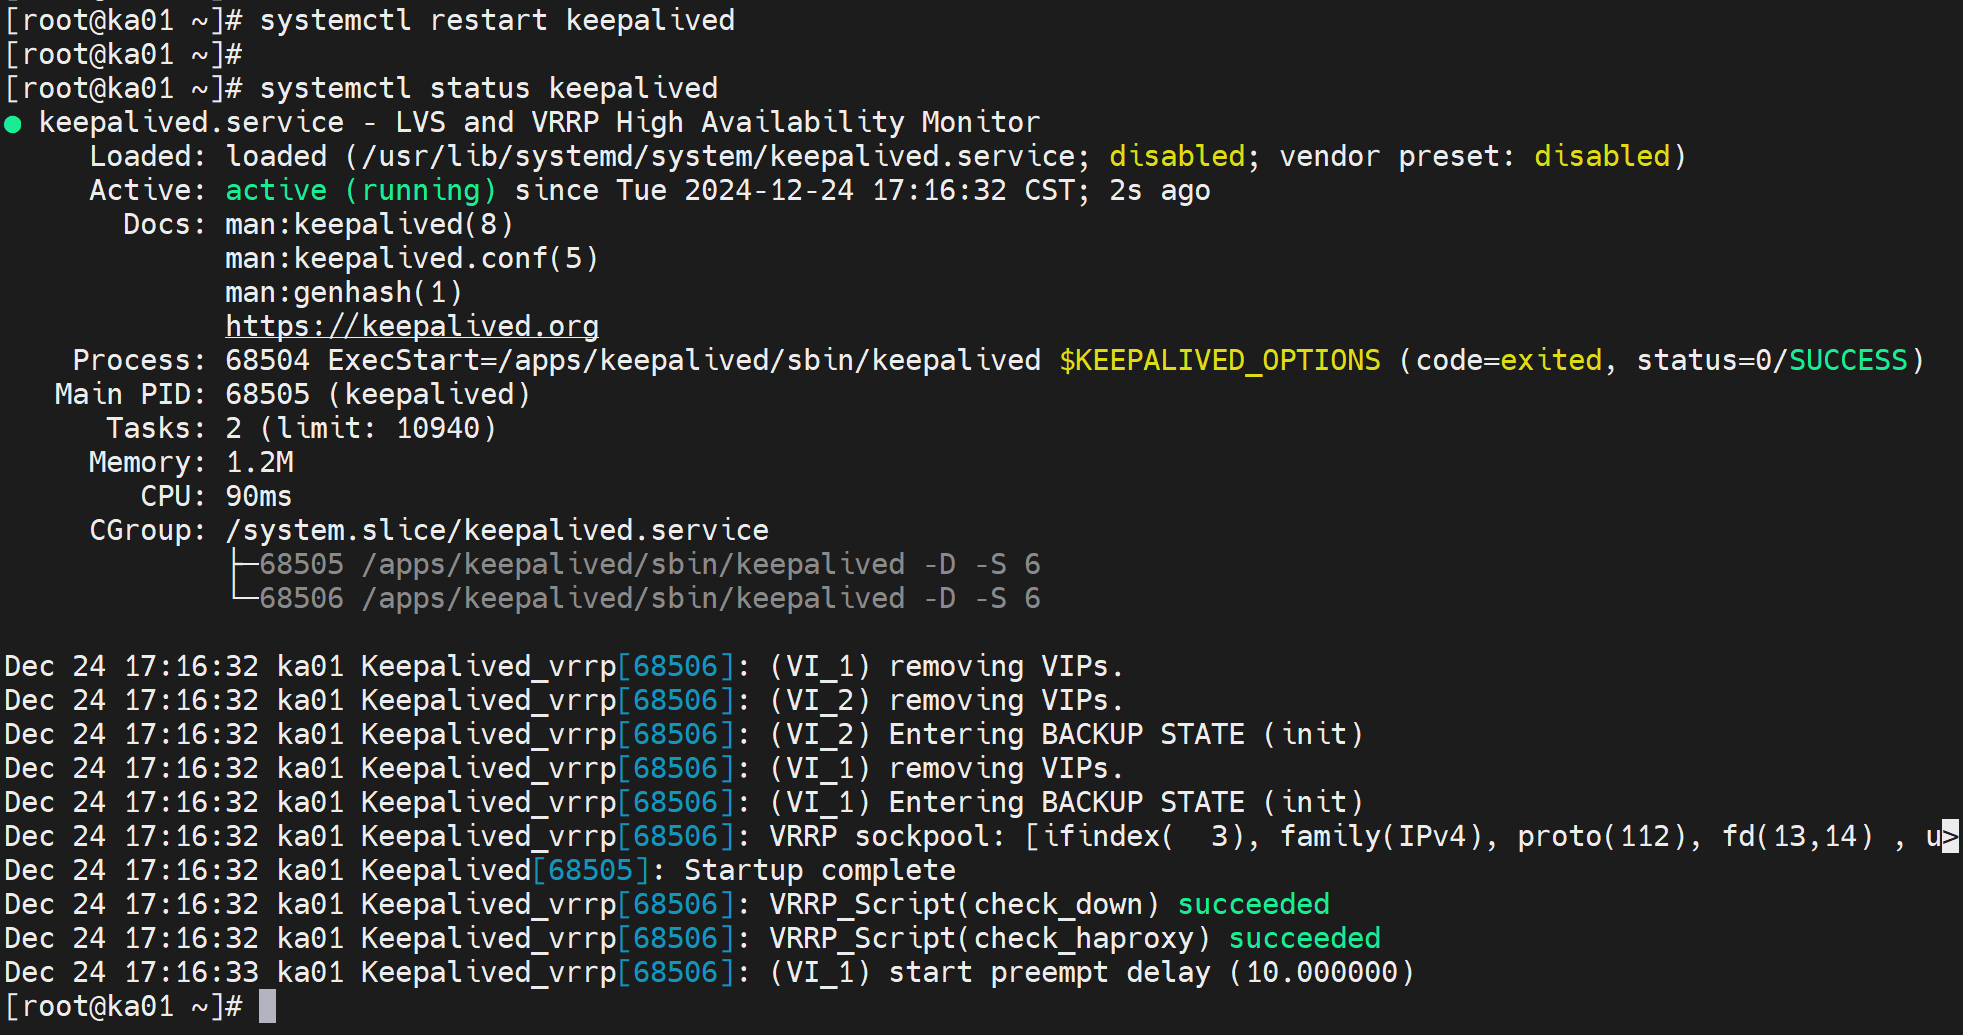 [root@ka01 ~]# systemctl restart keepalived
[root@ka01 ~]#
[root@ka01 ~]# systemctl status keepalived
● keepalived.service - LVS and VRRP High Availability Monitor
     Loaded: loaded (/usr/lib/systemd/system/keepalived.service; disabled; vendor preset: disabled)
     Active: active (running) since Tue 2024-12-24 17:16:32 CST; 2s ago
       Docs: man:keepalived(8)
             man:keepalived.conf(5)
             man:genhash(1)
             https://keepalived.org
    Process: 68504 ExecStart=/apps/keepalived/sbin/keepalived $KEEPALIVED_OPTIONS (code=exited, status=0/SUCCESS)
   Main PID: 68505 (keepalived)
      Tasks: 2 (limit: 10940)
     Memory: 1.2M
        CPU: 90ms
     CGroup: /system.slice/keepalived.service
             ├─68505 /apps/keepalived/sbin/keepalived -D -S 6
             └─68506 /apps/keepalived/sbin/keepalived -D -S 6

Dec 24 17:16:32 ka01 Keepalived_vrrp[68506]: (VI_1) removing VIPs.
Dec 24 17:16:32 ka01 Keepalived_vrrp[68506]: (VI_2) removing VIPs.
Dec 24 17:16:32 ka01 Keepalived_vrrp[68506]: (VI_2) Entering BACKUP STATE (init)
Dec 24 17:16:32 ka01 Keepalived_vrrp[68506]: (VI_1) removing VIPs.
Dec 24 17:16:32 ka01 Keepalived_vrrp[68506]: (VI_1) Entering BACKUP STATE (init)
Dec 24 17:16:32 ka01 Keepalived_vrrp[68506]: VRRP sockpool: [ifindex(  3), family(IPv4), proto(112), fd(13,14) , u>
Dec 24 17:16:32 ka01 Keepalived[68505]: Startup complete
Dec 24 17:16:32 ka01 Keepalived_vrrp[68506]: VRRP_Script(check_down) succeeded
Dec 24 17:16:32 ka01 Keepalived_vrrp[68506]: VRRP_Script(check_haproxy) succeeded
Dec 24 17:16:33 ka01 Keepalived_vrrp[68506]: (VI_1) start preempt delay (10.000000)
[root@ka01 ~]#